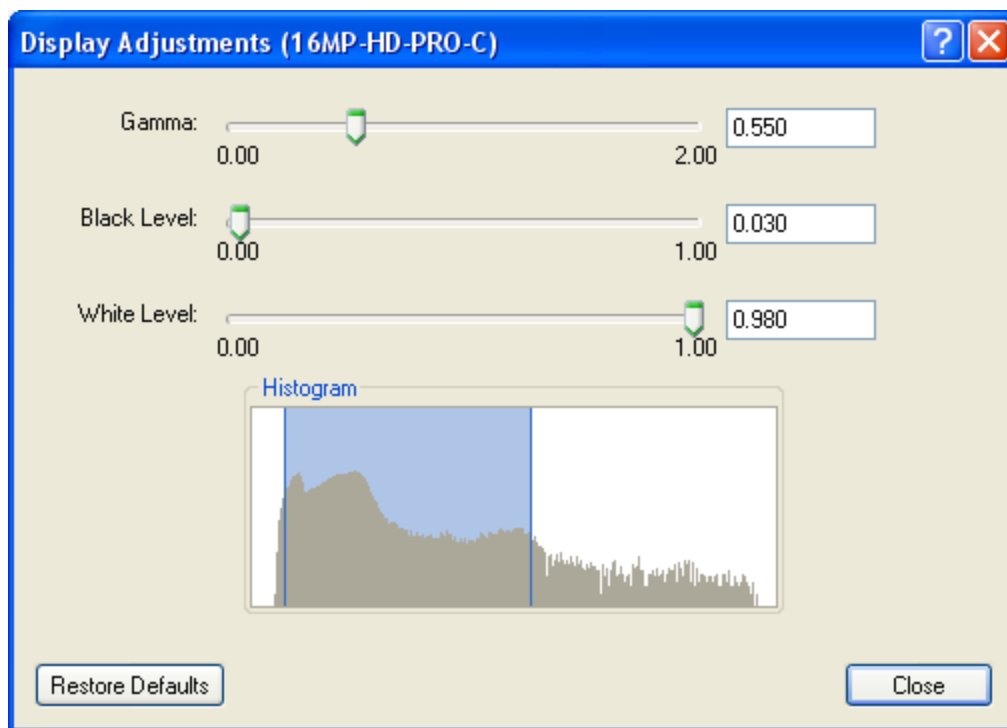 Display Adjustments (16MP-HD-PRO-C)
Gamma: 0.550
0.00 2.00
Black Level: 0.030
0.00 1.00
White Level: 0.980
0.00 1.00
Histogram
Restore Defaults Close